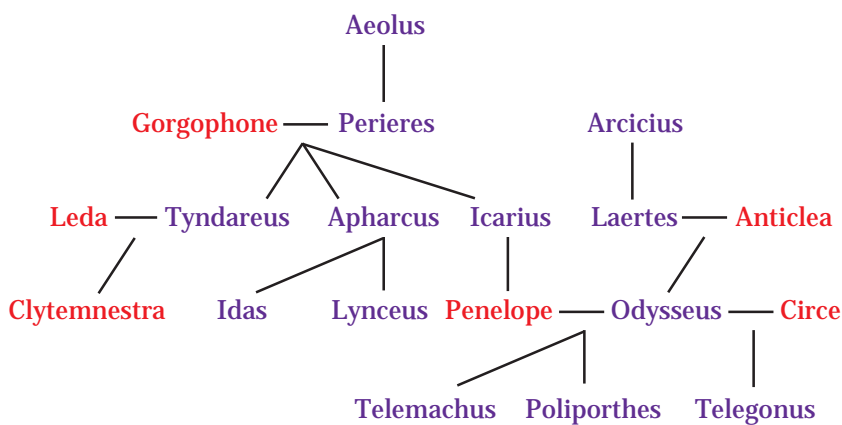 Aeolus
Gorgophone Perieres Arcicius
Leda Tyndareus Apharcus Icarius Laertes Anticlea
Clytemnestra Idas Lynceus Penelope Odysseus Circe
Telemachus Poliporthes Telegonus